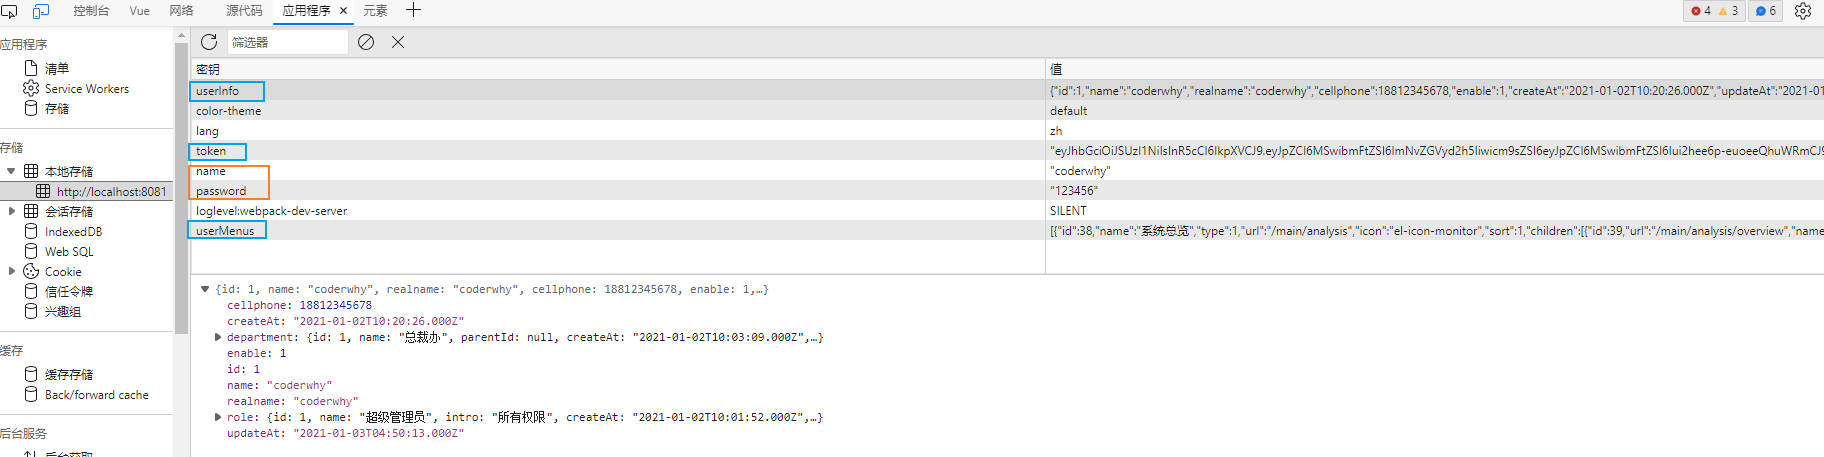 控制台 Vue 网络 源代码 应用程序 × 元素 + 4 3 6
应用程序
清单
Service Workers
存储
存储
本地存储
http://localhost:8081
会话存储
IndexedDB
Web SQL
Cookie
信任令牌
兴趣组
缓存
缓存存储
Back/forward cache
后台服务
后台获取
筛选器
密钥 值
userInfo {"id":1,"name":"coderwhy","realname":"coderwhy","cellphone":18812345678,"enable":1,"createAt":"2021-01-02T10:20:26.000Z","updateAt":"2021-01
color-theme default
lang zh
token "eyJhbGciOiJSUzI1NiIsInR5cCI6IkpXVCJ9.eyJpZCI6MSwibmFtZSI6ImNvZGVyd2h5Iiwicm9sZSI6eyJpZCI6MSwibmFtZSI6Iui2hee6p-euoeeQhuWRmCJ9
name "coderwhy"
password "123456"
loglevel:webpack-dev-server SILENT
userMenus [{"id":38,"name":"系统总览","type":1,"url":"/main/analysis","icon":"el-icon-monitor","sort":1,"children":[{"id":39,"url":"/main/analysis/overview","name
{id: 1, name: "coderwhy", realname: "coderwhy", cellphone: 18812345678, enable: 1,…}
cellphone: 18812345678
createAt: "2021-01-02T10:20:26.000Z"
department: {id: 1, name: "总裁办", parentId: null, createAt: "2021-01-02T10:03:09.000Z",…}
enable: 1
id: 1
name: "coderwhy"
realname: "coderwhy"
role: {id: 1, name: "超级管理员", intro: "所有权限", createAt: "2021-01-02T10:01:52.000Z",…}
updateAt: "2021-01-03T04:50:13.000Z"